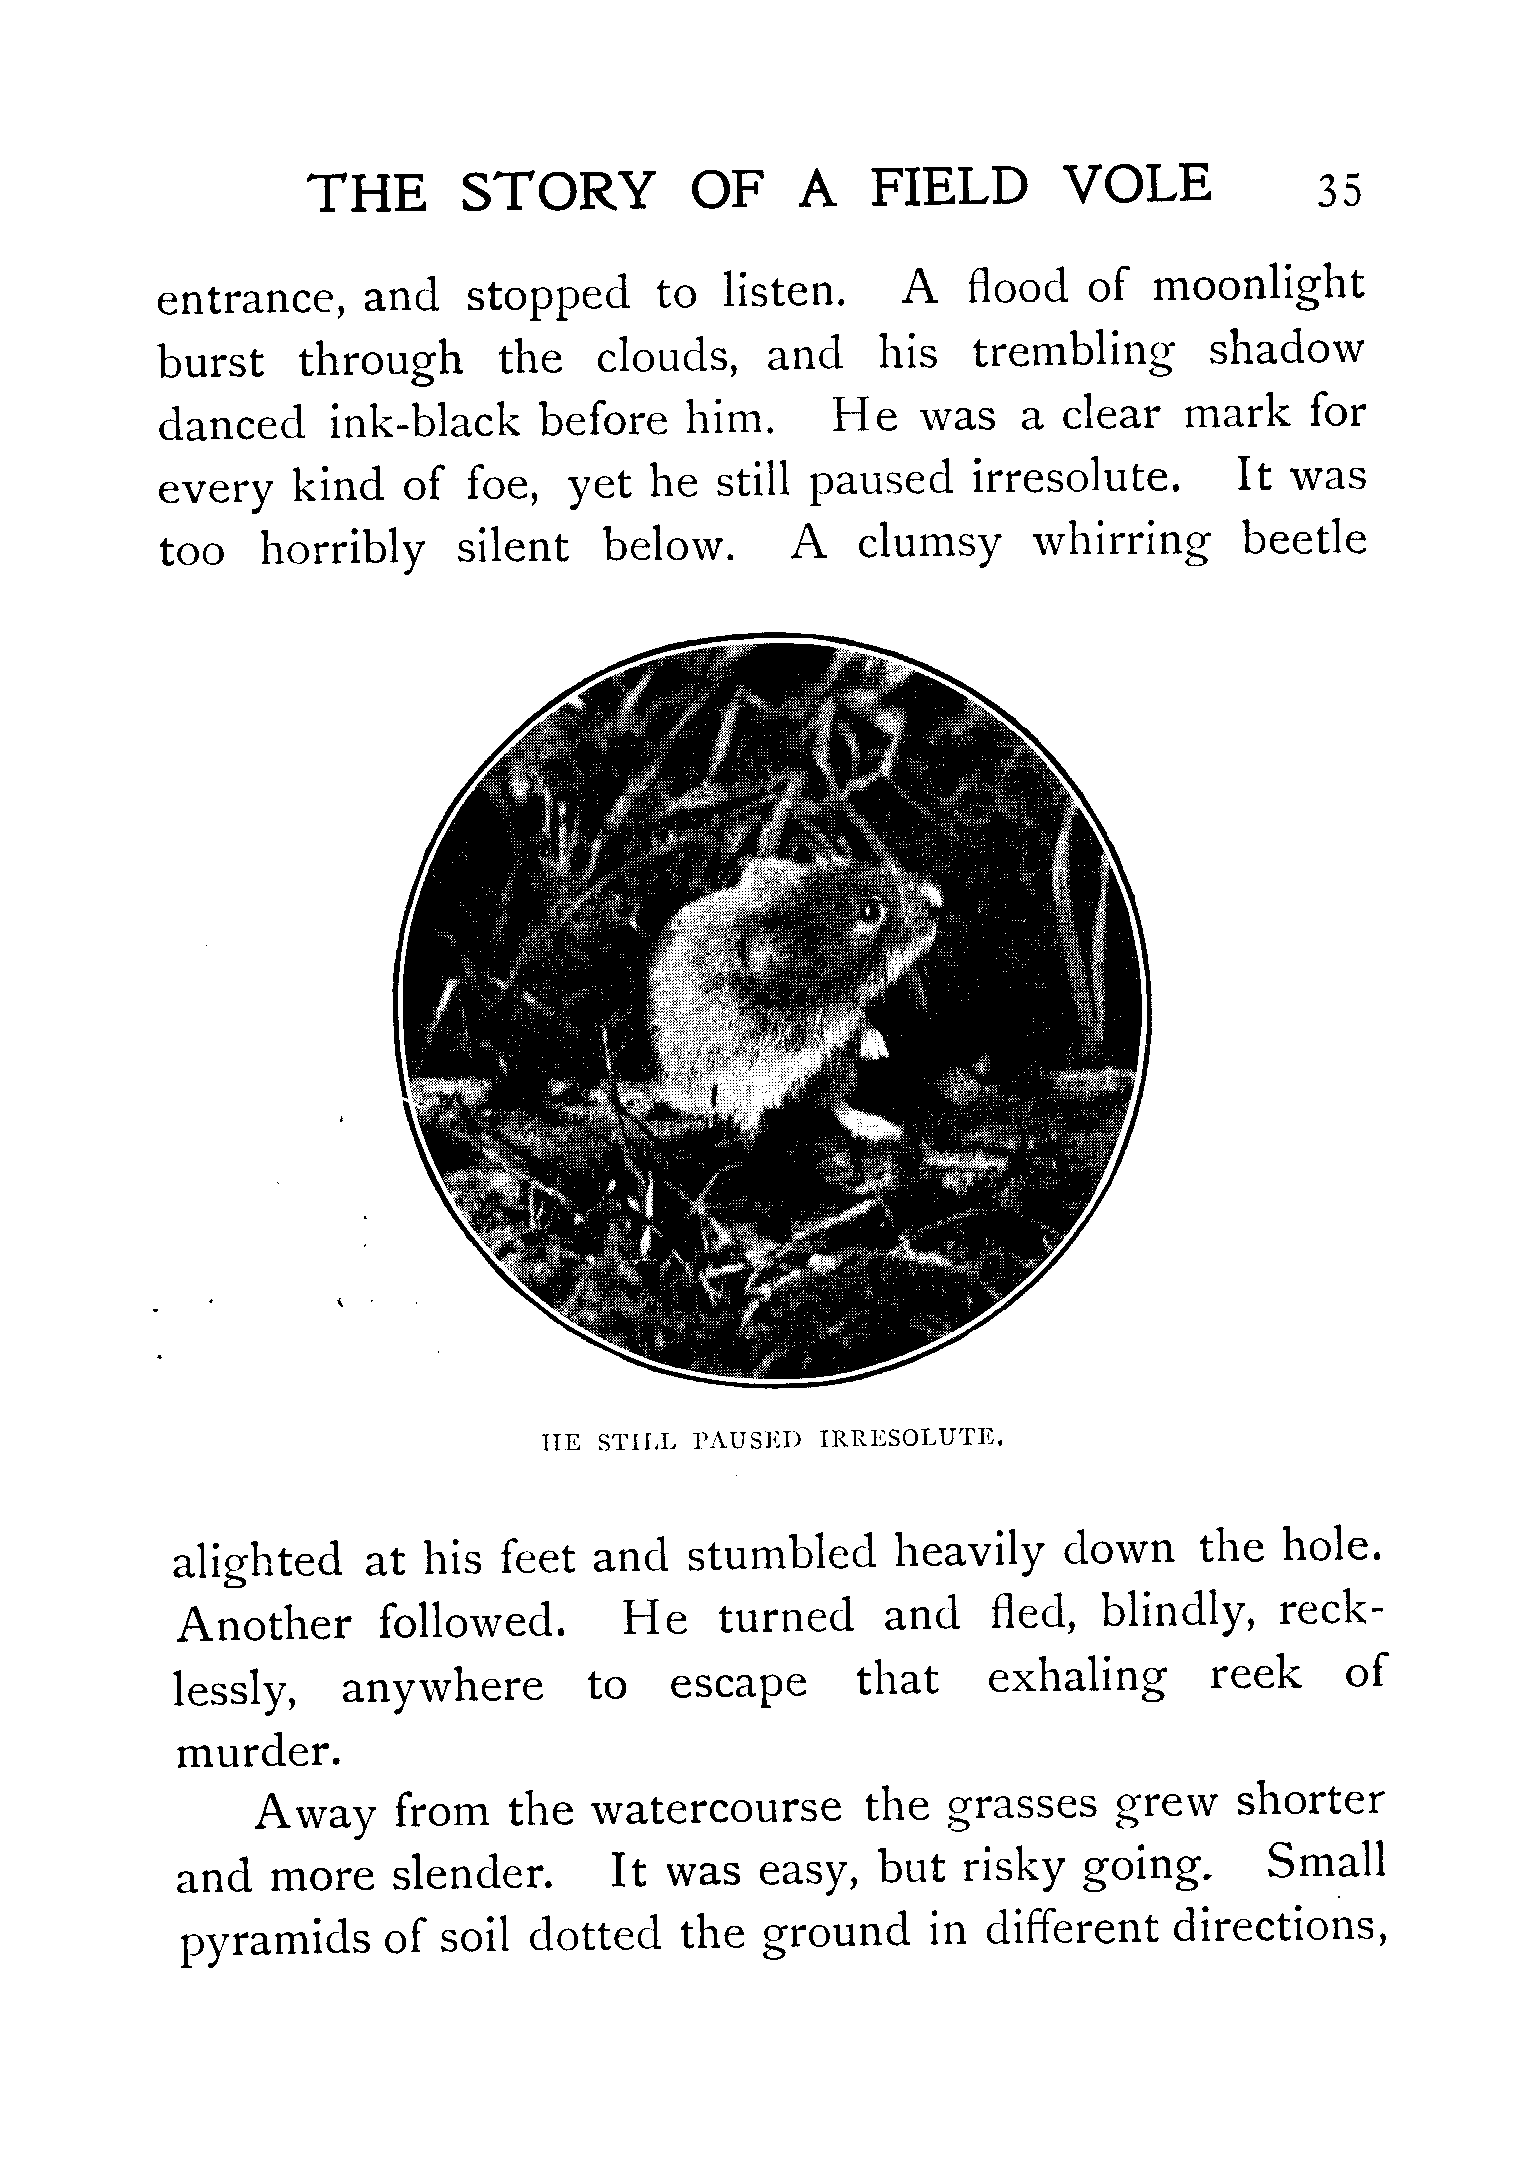 THE STORY OF A FIELD VOLE 35
entrance, and stopped to listen. A flood of moonlight
burst through the clouds, and his trembling shadow
danced ink-black before him. He was a clear mark for
every kind of foe, yet he still paused irresolute. It was
too horribly silent below. A clumsy whirring beetle
HE STILL PAUSED IRRESOLUTE.
alighted at his feet and stumbled heavily down the hole.
Another followed. He turned and fled, blindly, reck-
lessly, anywhere to escape that exhaling reek of
murder.
Away from the watercourse the grasses grew shorter
and more slender. It was easy, but risky going. Small
pyramids of soil dotted the ground in different directions,